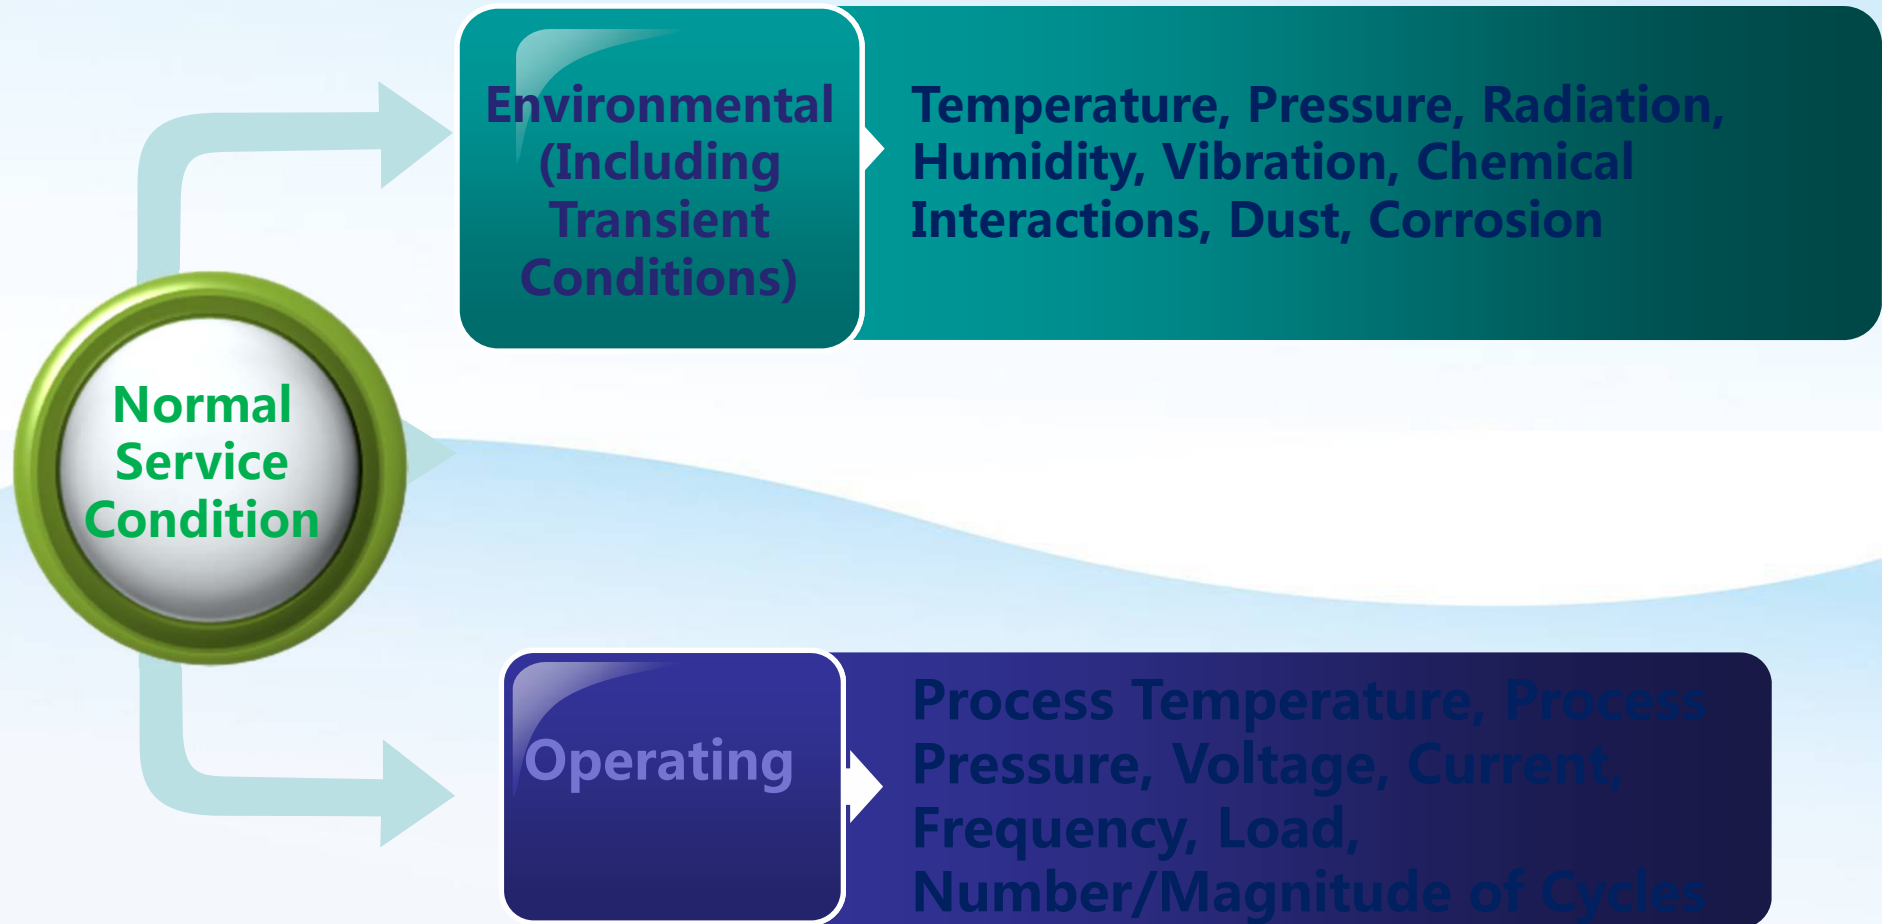 Normal
Service
Condition
Environmental
(Including
Transient
Conditions)
Temperature, Pressure, Radiation,
Humidity, Vibration, Chemical
Interactions, Dust, Corrosion
Operating
Process Temperature, Process
Pressure, Voltage, Current,
Frequency, Load,
Number/Magnitude of Cycles